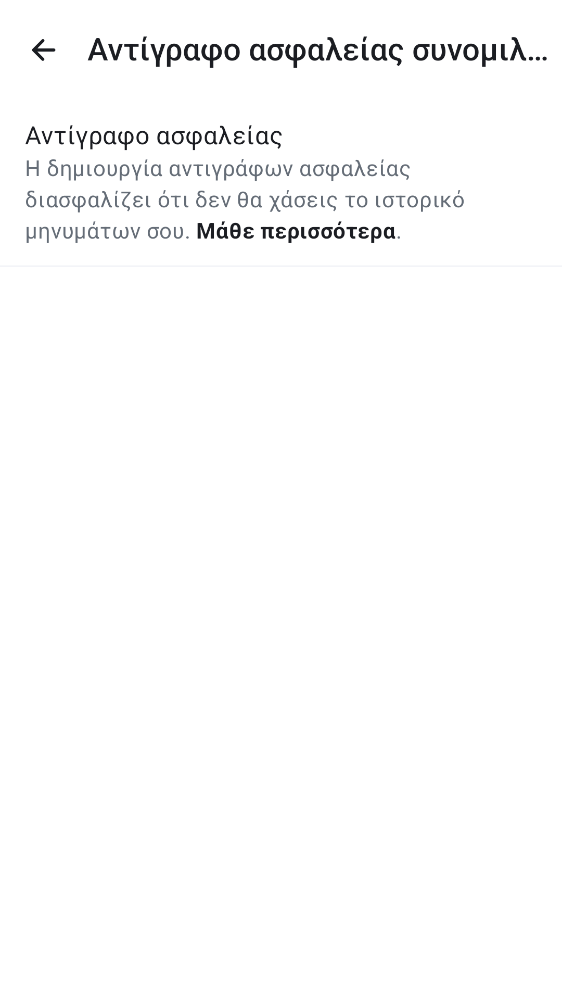 Αντίγραφο ασφαλείας συνομιλ...
Αντίγραφο ασφαλείας
Η δημιουργία αντιγράφων ασφαλείας
διασφαλίζει ότι δεν θα χάσεις το ιστορικό
μηνυμάτων σου. Μάθε περισσότερα.